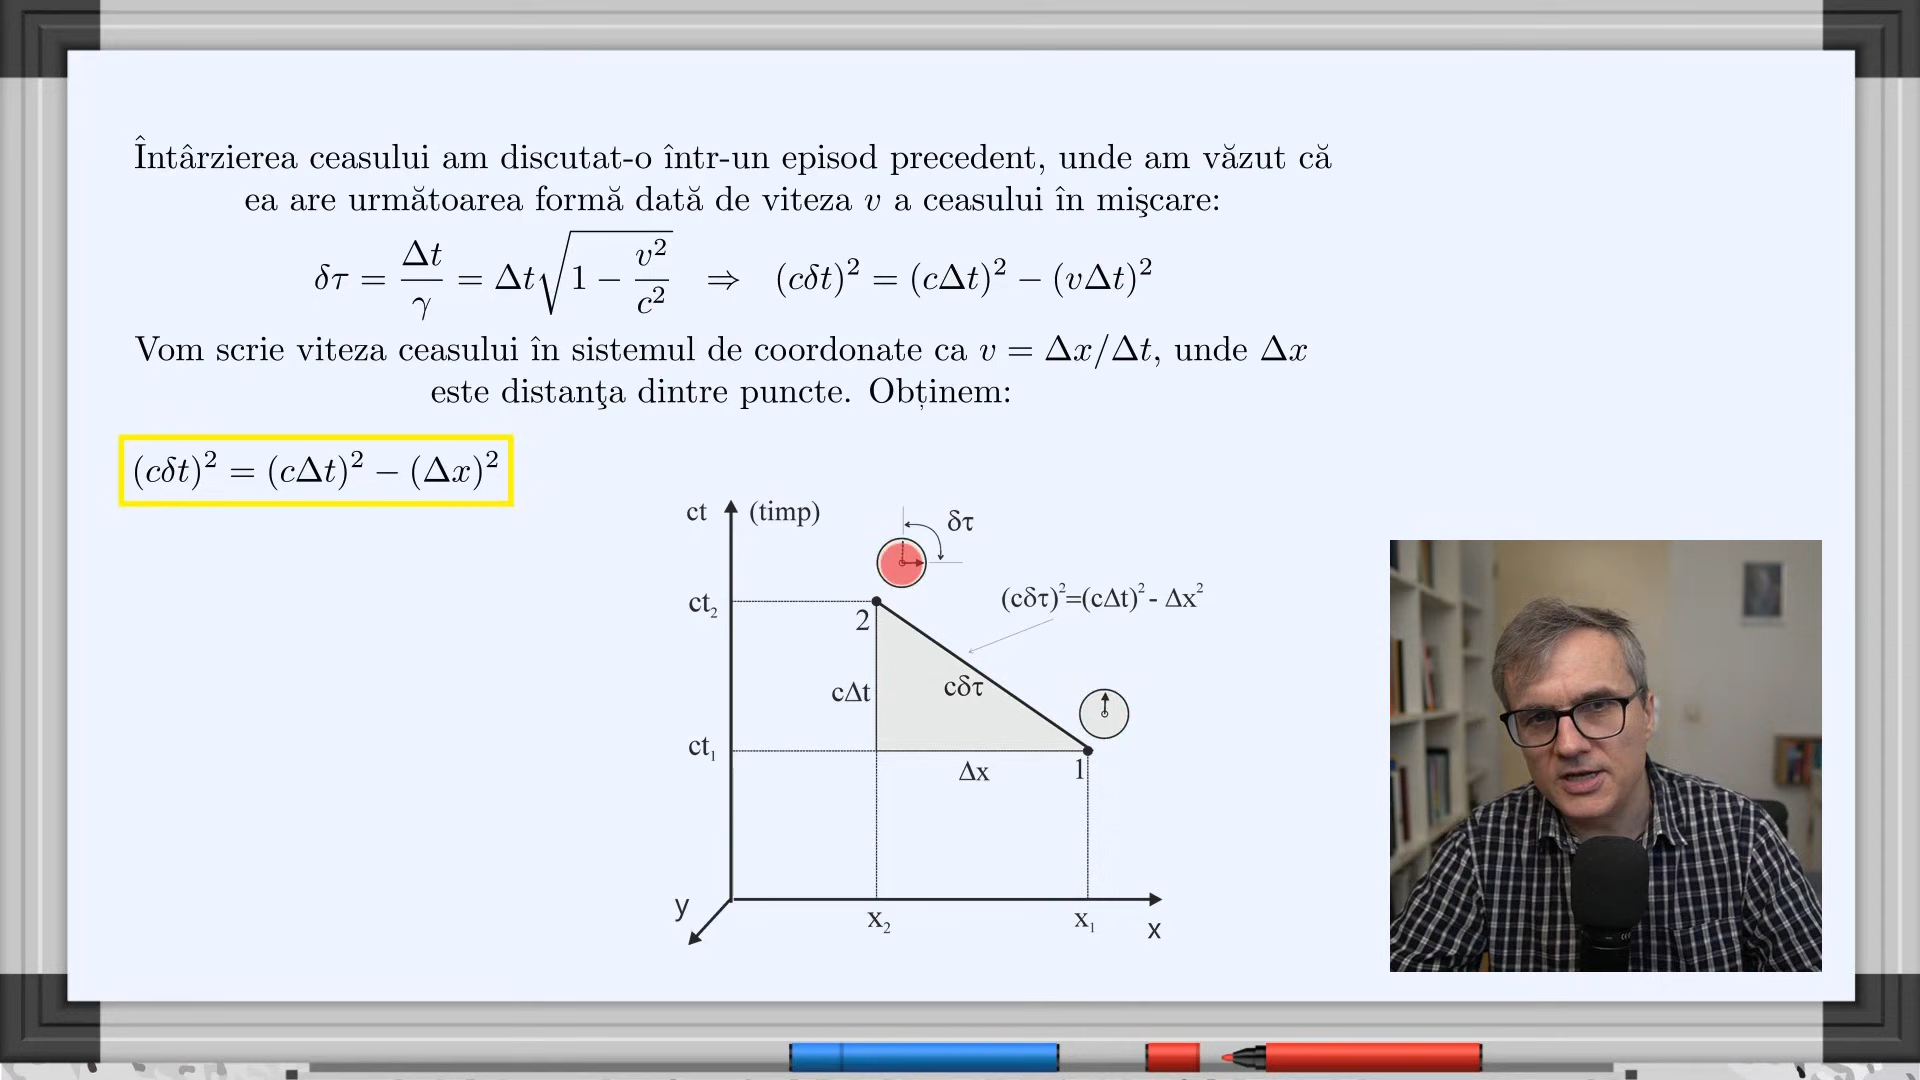 Întârzierea ceasului am discutat-o într-un episod precedent, unde am văzut că
ea are următoarea formă dată de viteza v a ceasului în mişcare:
δτ = Δt/γ = Δt√(1 − v²/c²) ⇒ (cδt)² = (cΔt)² − (vΔt)²
Vom scrie viteza ceasului în sistemul de coordonate ca v = Δx/Δt, unde Δx
este distanţa dintre puncte. Obținem:
(cδt)² = (cΔt)² − (Δx)²
ct (timp)
δτ
(cδτ)²=(cΔt)² - Δx²
ct₂
2
cΔt
cδτ
ct₁
Δx
1
y
x₂
x₁
x